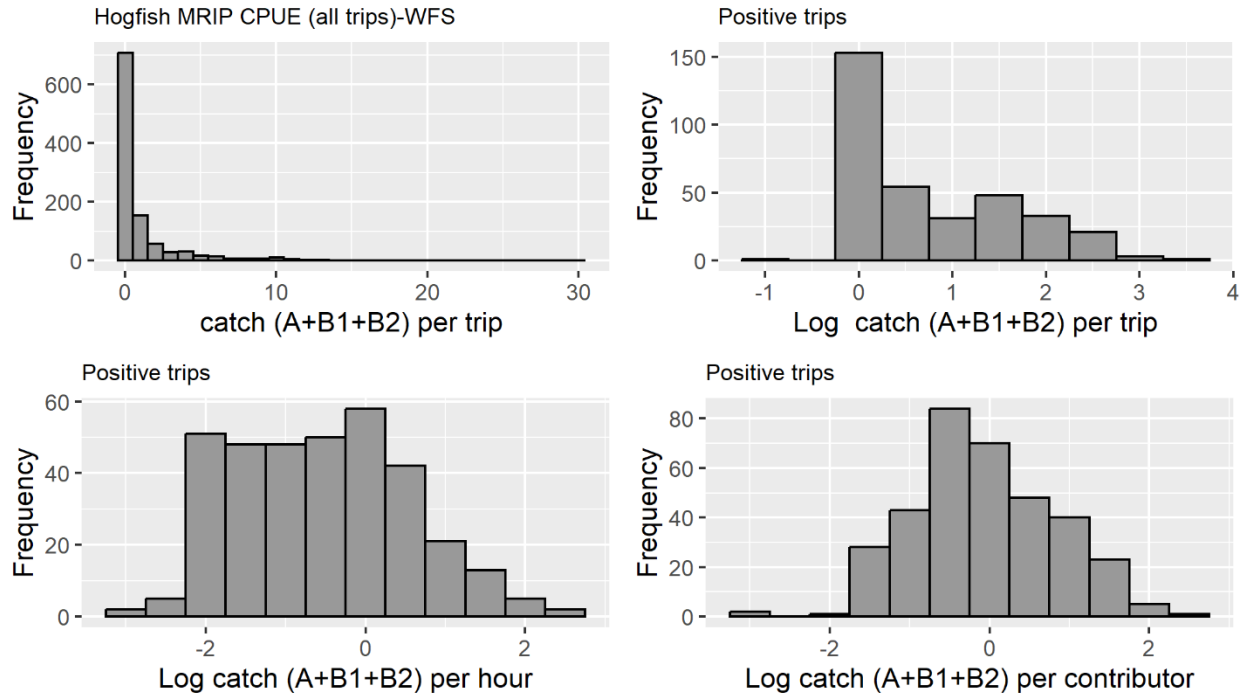 Hogfish MRIP CPUE (all trips)-WFS
Frequency
600
400
200
0
0 10 20 30
catch (A+B1+B2) per trip
Positive trips
Frequency
150
100
50
0
-1 0 1 2 3 4
Log catch (A+B1+B2) per trip
Positive trips
Frequency
60
40
20
0
-2 0 2
Log catch (A+B1+B2) per hour
Positive trips
Frequency
80
60
40
20
0
-2 0 2
Log catch (A+B1+B2) per contributor